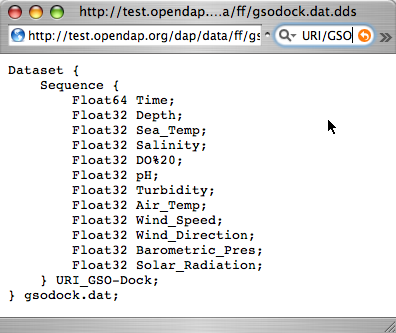 http://test.opendap....a/ff/gsodock.dat.dds
http://test.opendap.org/dap/data/ff/gs
URI/GSO
Dataset {
    Sequence {
        Float64 Time;
        Float32 Depth;
        Float32 Sea_Temp;
        Float32 Salinity;
        Float32 DO%20;
        Float32 pH;
        Float32 Turbidity;
        Float32 Air_Temp;
        Float32 Wind_Speed;
        Float32 Wind_Direction;
        Float32 Barometric_Pres;
        Float32 Solar_Radiation;
    } URI_GSO-Dock;
} gsodock.dat;